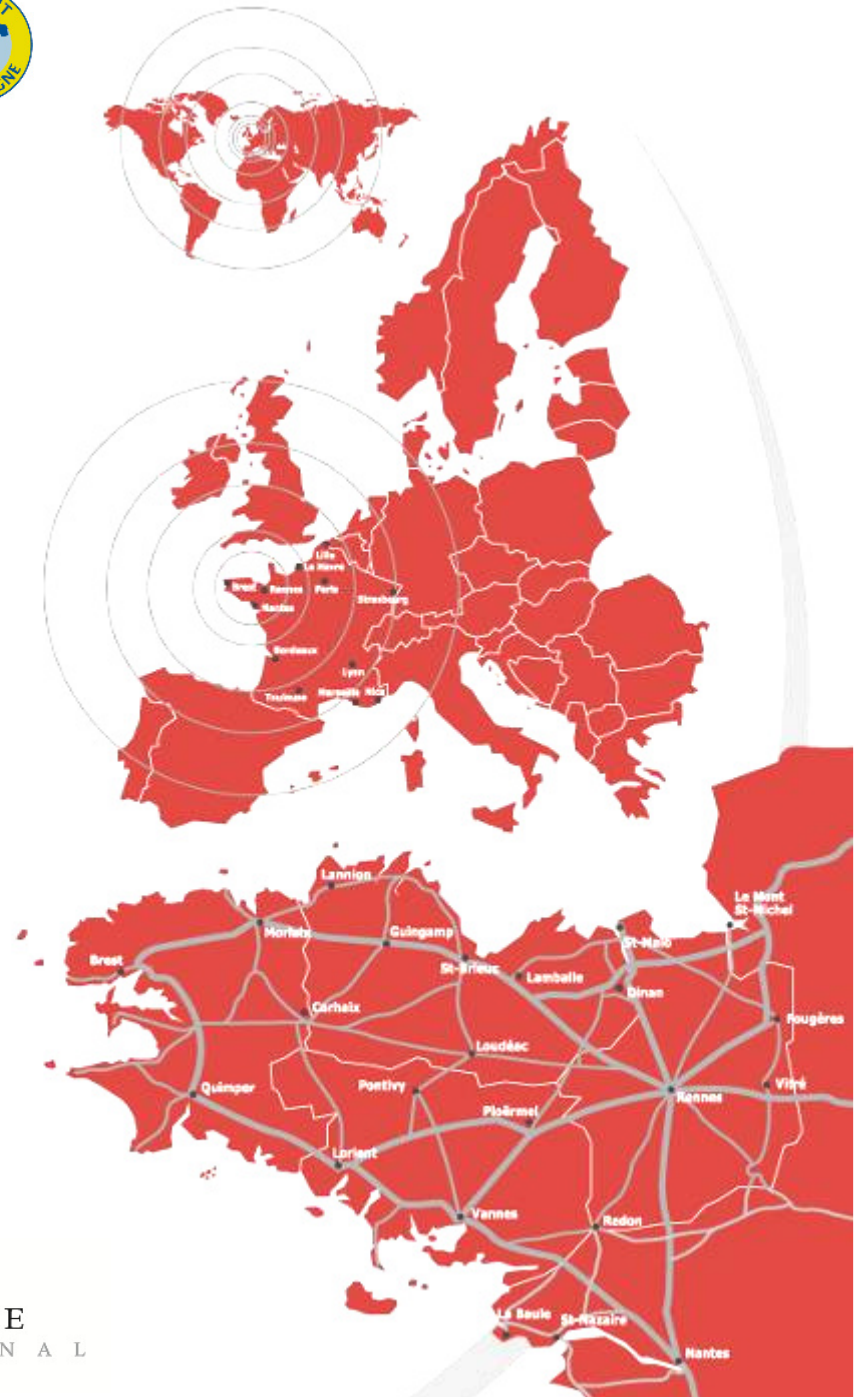 Lille
Le Havre
Brest
Rennes
Paris
Strasbourg
Nantes
Bordeaux
Lyon
Toulouse
Marseille
Nice
Lannion
Le Mont
St-Michel
Morlaix
Guingamp
St-Malo
Brest
St-Brieuc
Lamballe
Dinan
Carhaix
Fougères
Loudéac
Quimper
Pontivy
Rennes
Vitré
Ploërmel
Lorient
Vannes
Redon
La Baule
St-Nazaire
Nantes
E
N A L